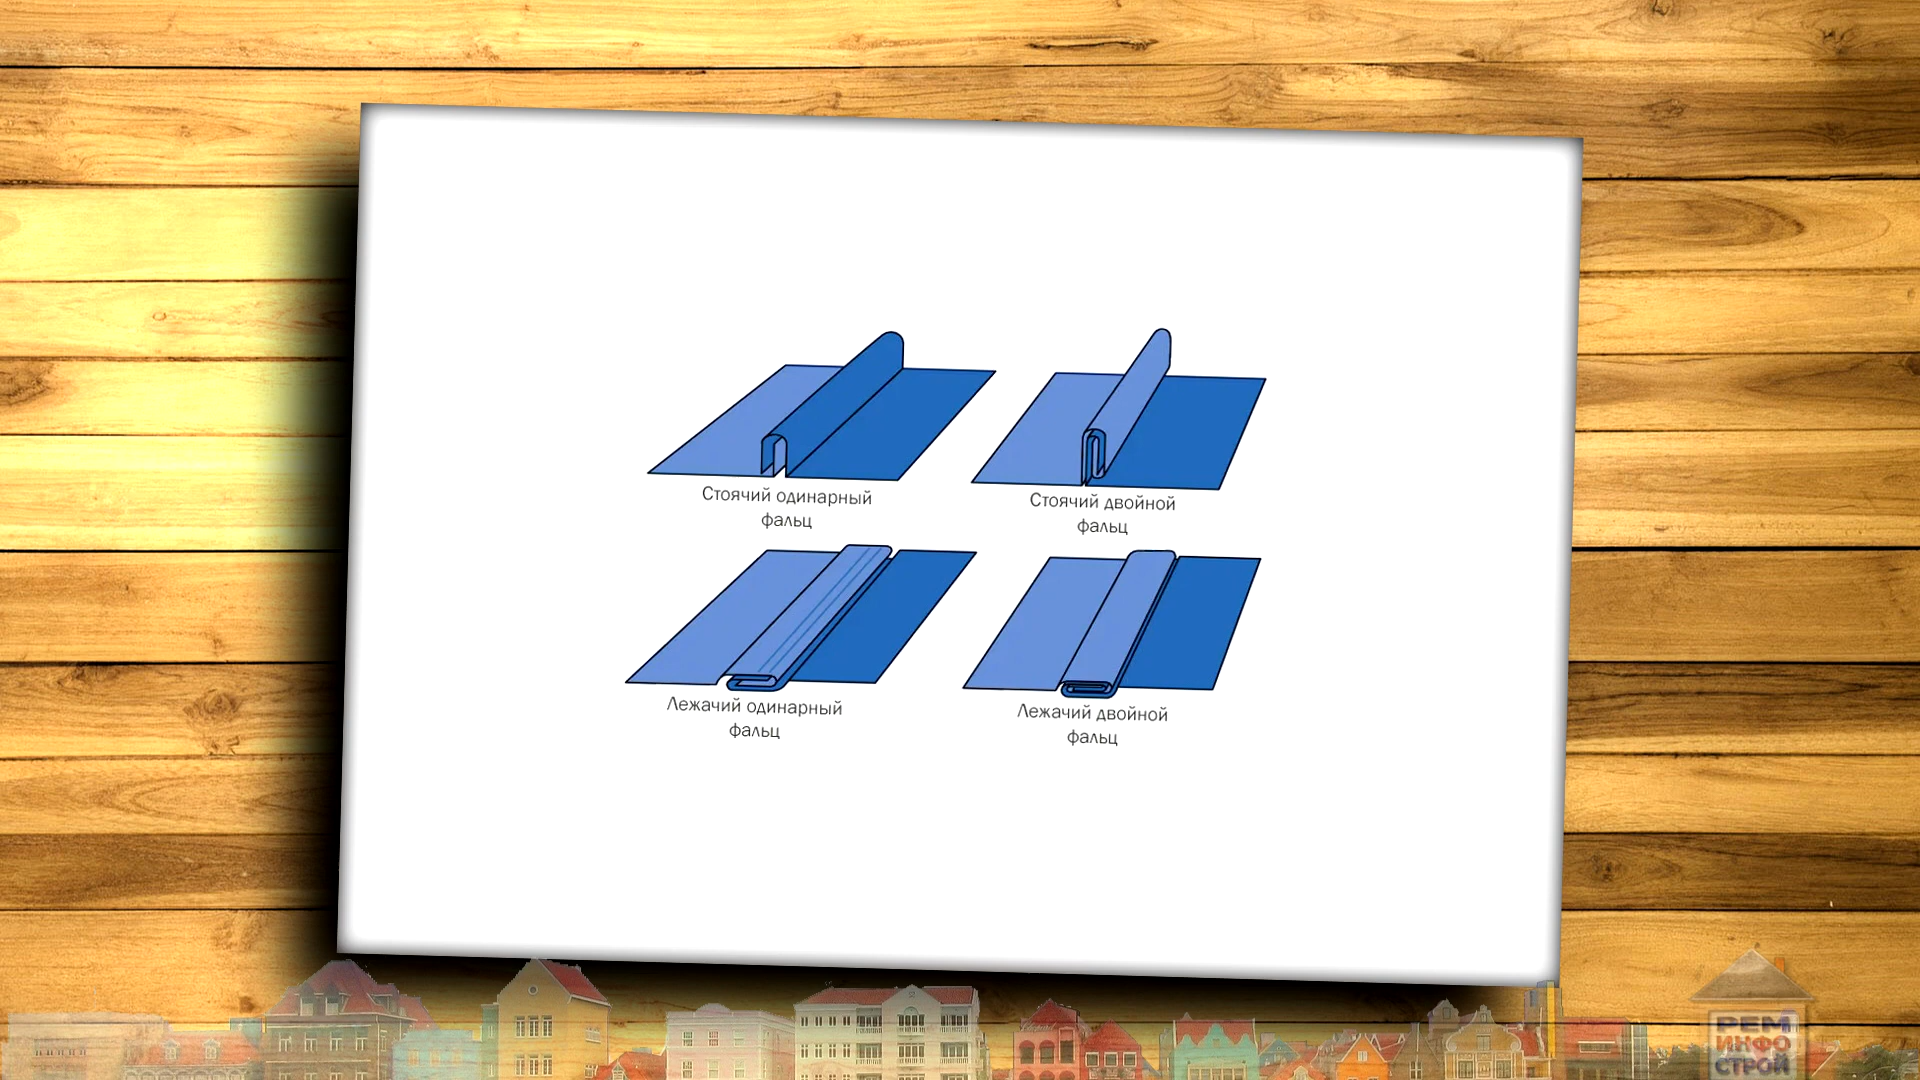 Стоячий одинарный
фальц
Стоячий двойной
фальц
Лежачий одинарный
фальц
Лежачий двойной
фальц
РЕМ
ИНФО
СТРОЙ